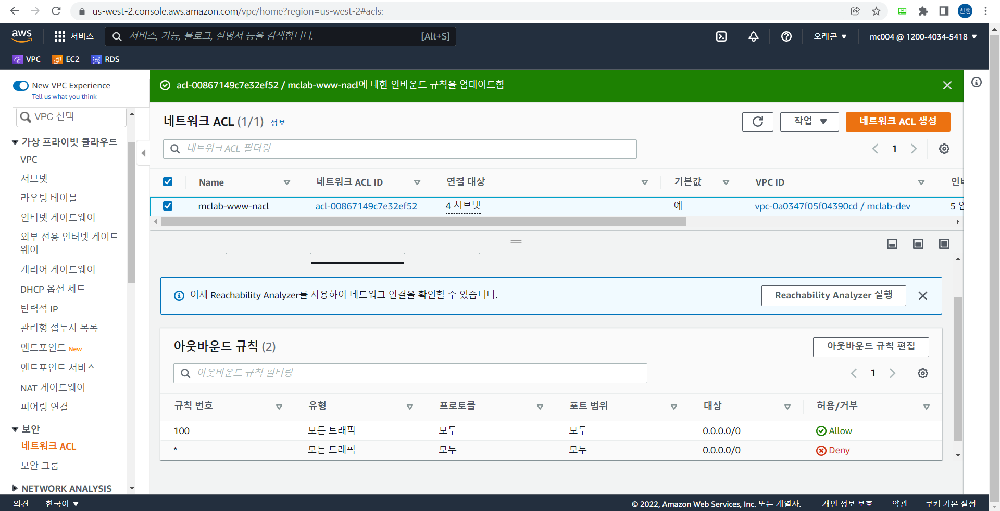 us-west-2.console.aws.amazon.com/vpc/home?region=us-west-2#acls:
찬행
aws
서비스
서비스, 기능, 블로그, 설명서 등을 검색합니다.
[Alt+S]
오레곤
mc004 @ 1200-4034-5418
VPC
EC2
RDS
New VPC Experience
Tell us what you think
VPC 선택
가상 프라이빗 클라우드
VPC
서브넷
라우팅 테이블
인터넷 게이트웨이
외부 전용 인터넷 게이트
웨이
캐리어 게이트웨이
DHCP 옵션 세트
탄력적 IP
관리형 접두사 목록
엔드포인트 New
엔드포인트 서비스
NAT 게이트웨이
피어링 연결
보안
네트워크 ACL
보안 그룹
NETWORK ANALYSIS
acl-00867149c7e32ef52 / mclab-www-nacl에 대한 인바운드 규칙을 업데이트함
네트워크 ACL (1/1) 정보
작업
네트워크 ACL 생성
네트워크 ACL 필터링
1
Name 네트워크 ACL ID 연결 대상 기본값 VPC ID
mclab-www-nacl acl-00867149c7e32ef52 4 서브넷 예 vpc-0a0347f05f04390cd / mclab-dev 5
이제 Reachability Analyzer를 사용하여 네트워크 연결을 확인할 수 있습니다.
Reachability Analyzer 실행
아웃바운드 규칙 (2)
아웃바운드 규칙 편집
아웃바운드 규칙 필터링
1
규칙 번호 유형 프로토콜 포트 범위 대상 허용/거부
100 모든 트래픽 모두 모두 0.0.0.0/0 Allow
* 모든 트래픽 모두 모두 0.0.0.0/0 Deny
의견 한국어
© 2022, Amazon Web Services, Inc. 또는 계열사. 개인 정보 보호 약관 쿠키 기본 설정